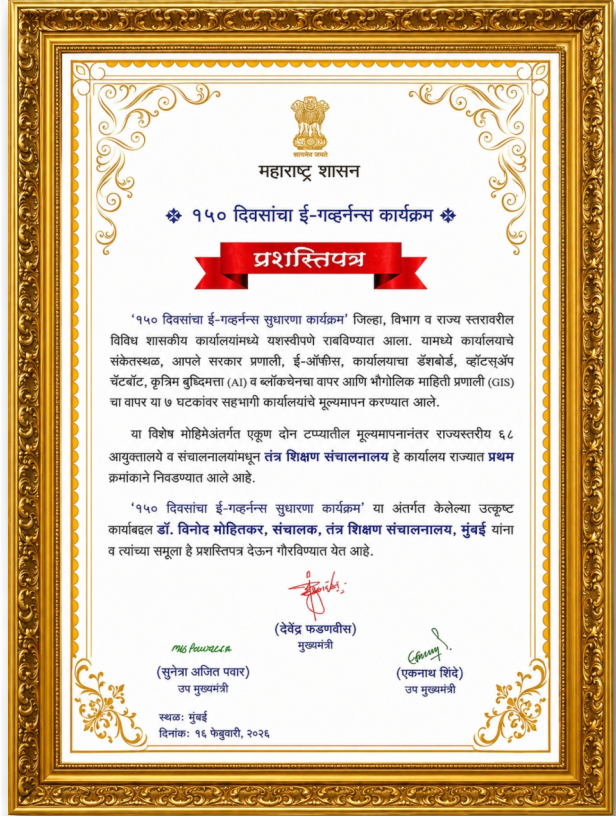 सत्यमेव जयते
महाराष्ट्र शासन
१५० दिवसांचा ई-गव्हर्नन्स कार्यक्रम
प्रशस्तिपत्र
‘१५० दिवसांचा ई-गव्हर्नन्स सुधारणा कार्यक्रम’ जिल्हा, विभाग व राज्य स्तरावरील
विविध शासकीय कार्यालयांमध्ये यशस्वीपणे राबविण्यात आला. यामध्ये कार्यालयाचे
संकेतस्थळ, आपले सरकार प्रणाली, ई-ऑफीस, कार्यालयाचा डॅशबोर्ड, व्हॉटस्ॲप
चॅटबॉट, कृत्रिम बुध्दिमत्ता (AI) व ब्लॉकचेनचा वापर आणि भौगोलिक माहिती प्रणाली (GIS)
चा वापर या ७ घटकांवर सहभागी कार्यालयांचे मूल्यमापन करण्यात आले.
या विशेष मोहिमेअंतर्गत एकूण दोन टप्प्यातील मूल्यमापनानंतर राज्यस्तरीय ६८
आयुक्तालये व संचालनालयांमधून तंत्र शिक्षण संचालनालय हे कार्यालय राज्यात प्रथम
क्रमांकाने निवडण्यात आले आहे.
‘१५० दिवसांचा ई-गव्हर्नन्स सुधारणा कार्यक्रम’ या अंतर्गत केलेल्या उत्कृष्ट
कार्याबद्दल डॉ. विनोद मोहितकर, संचालक, तंत्र शिक्षण संचालनालय, मुंबई यांना
व त्यांच्या समूला हे प्रशस्तिपत्र देऊन गौरविण्यात येत आहे.
(देवेंद्र फडणवीस)
मुख्यमंत्री
(सुनेत्रा अजित पवार)
उप मुख्यमंत्री
(एकनाथ शिंदे)
उप मुख्यमंत्री
स्थळः मुंबई
दिनांकः १६ फेबुवारी, २०२६